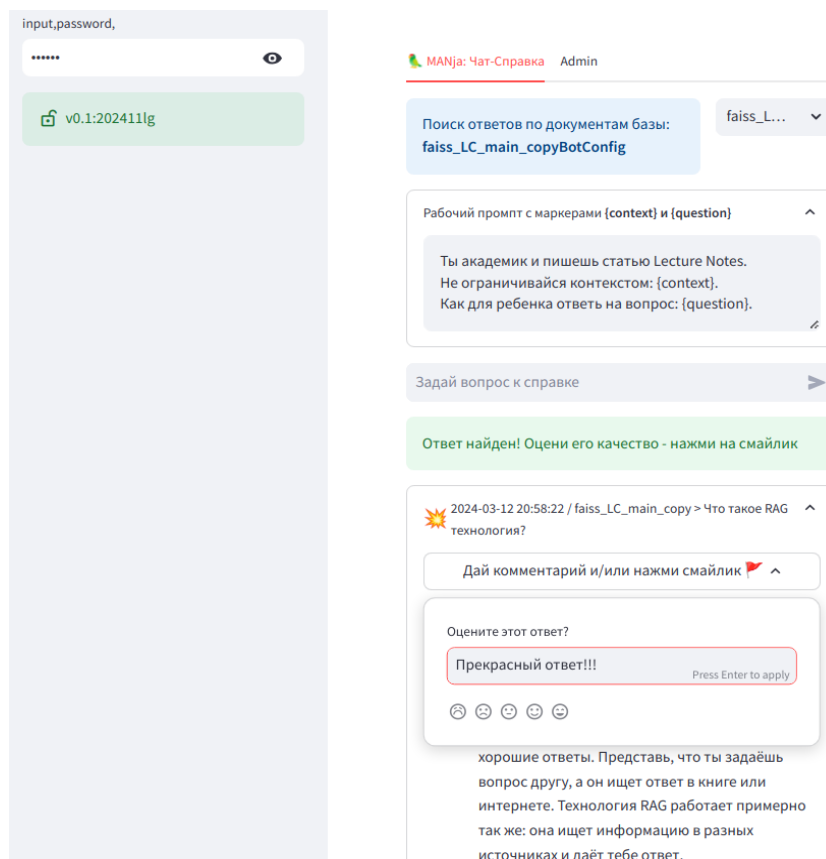 input,password,
••••••
v0.1:202411lg
MANja: Чат-Справка
Admin
Поиск ответов по документам базы:
faiss_LC_main_copyBotConfig
faiss_L...
Рабочий промпт с маркерами {context} и {question}
Ты академик и пишешь статью Lecture Notes.
Не ограничивайся контекстом: {context}.
Как для ребенка ответь на вопрос: {question}.
Задай вопрос к справке
Ответ найден! Оцени его качество - нажми на смайлик
2024-03-12 20:58:22 / faiss_LC_main_copy > Что такое RAG
технология?
Дай комментарий и/или нажми смайлик 🚩
Оцените этот ответ?
Прекрасный ответ!!!
Press Enter to apply
хорошие ответы. Представь, что ты задаёшь
вопрос другу, а он ищет ответ в книге или
интернете. Технология RAG работает примерно
так же: она ищет информацию в разных
источниках и даёт тебе ответ.